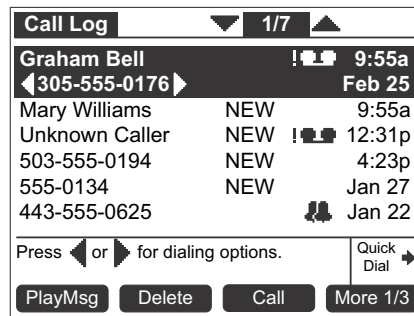 Call Log 1/7
Graham Bell ! 9:55a
305-555-0176 Feb 25
Mary Williams NEW 9:55a
Unknown Caller NEW ! 12:31p
503-555-0194 NEW 4:23p
555-0134 NEW Jan 27
443-555-0625 Jan 22
Press or for dialing options. Quick Dial
PlayMsg Delete Call More 1/3